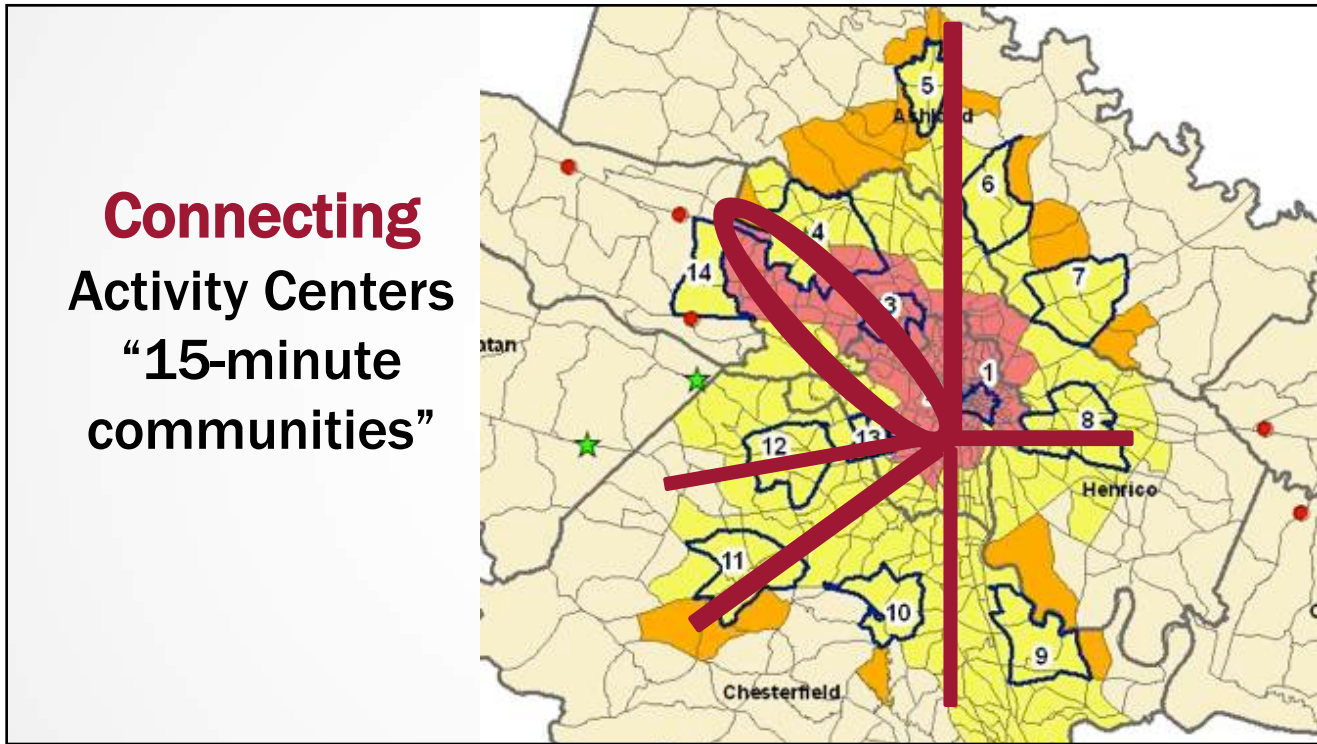 Connecting
Activity Centers
“15-minute
communities”
5
Ashland
6
4
14
7
3
1
8
12
13
Henrico
11
10
9
Chesterfield